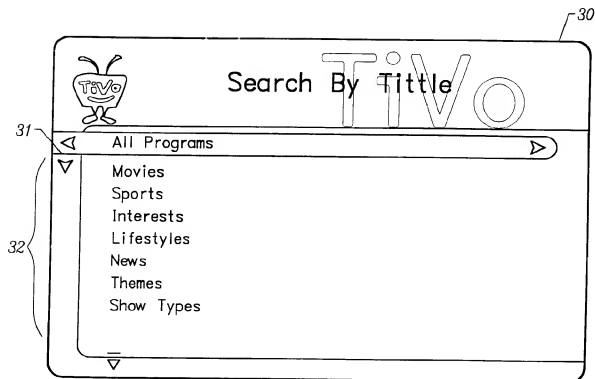 30
TiVo
TiVo
Search By Tittle
31
All Programs
Movies
Sports
Interests
32
Lifestyles
News
Themes
Show Types